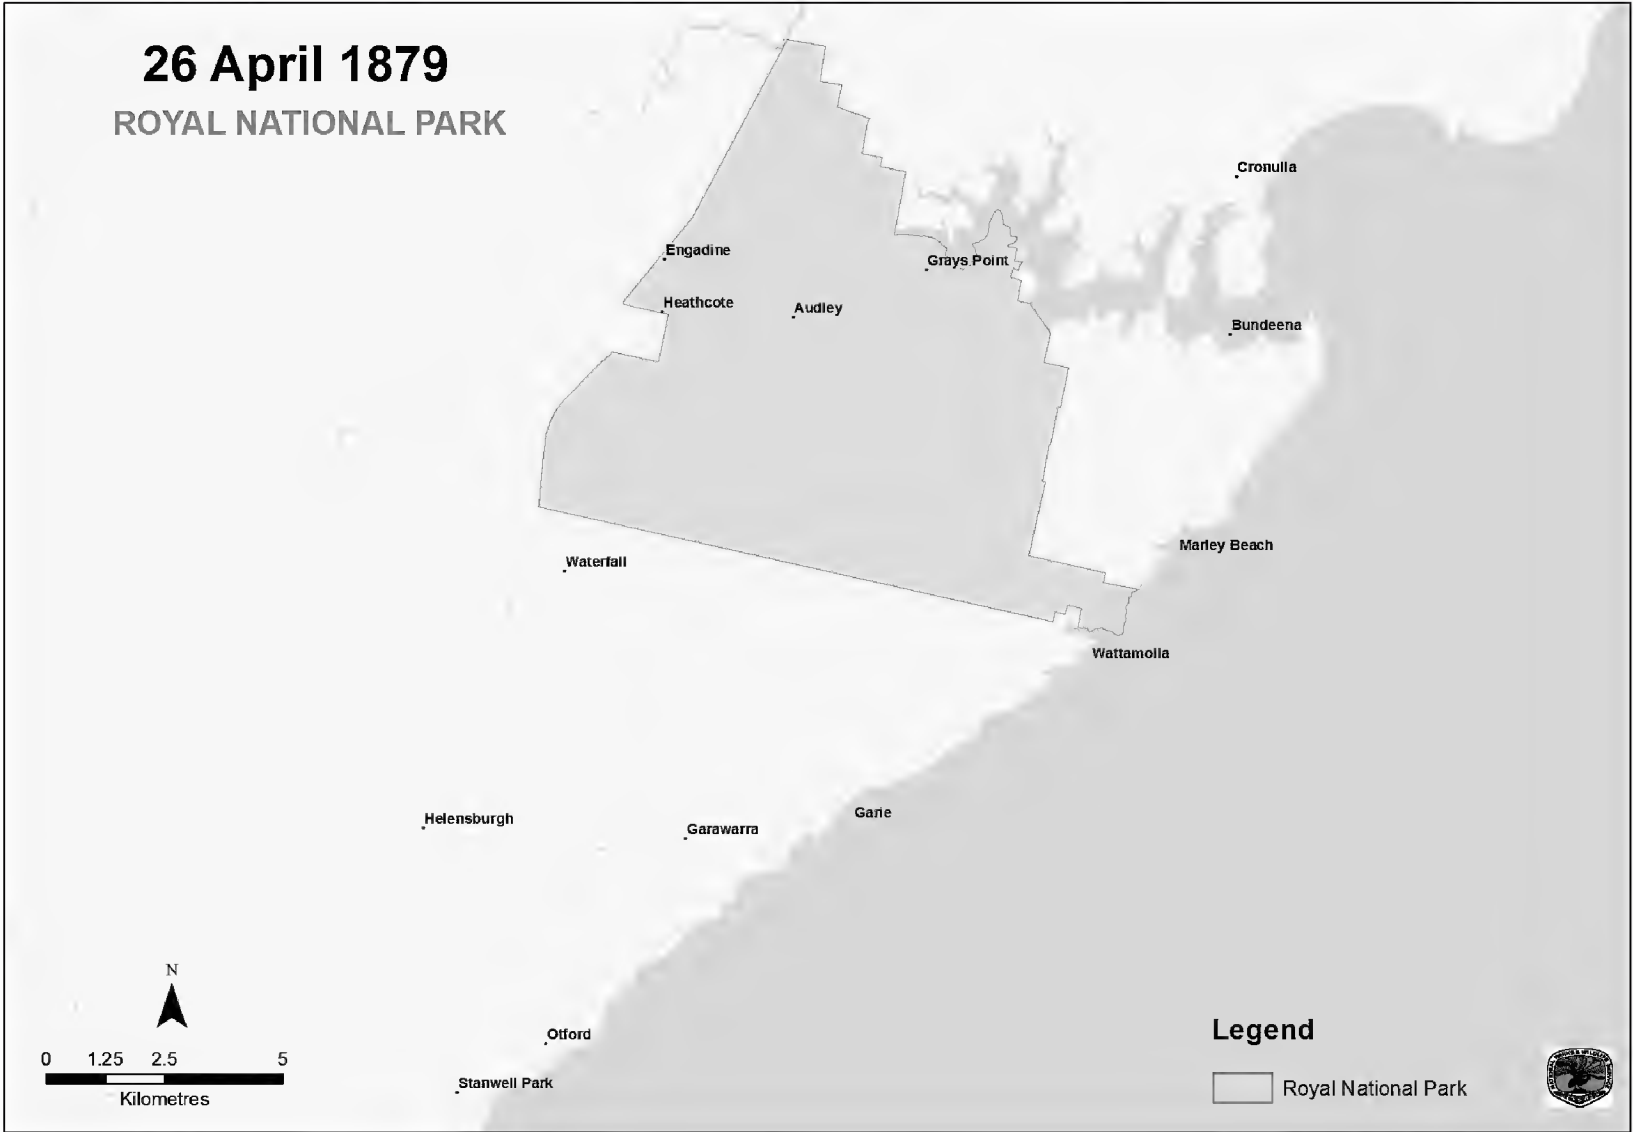 26 April 1879
ROYAL NATIONAL PARK
Cronulla
Engadine
Grays Point
Heathcote
Audley
Bundeena
Marley Beach
Waterfall
Wattamolla
Garie
Helensburgh
Garawarra
N
Otford
Legend
0 1.25 2.5 5
Kilometres
Stanwell Park
Royal National Park